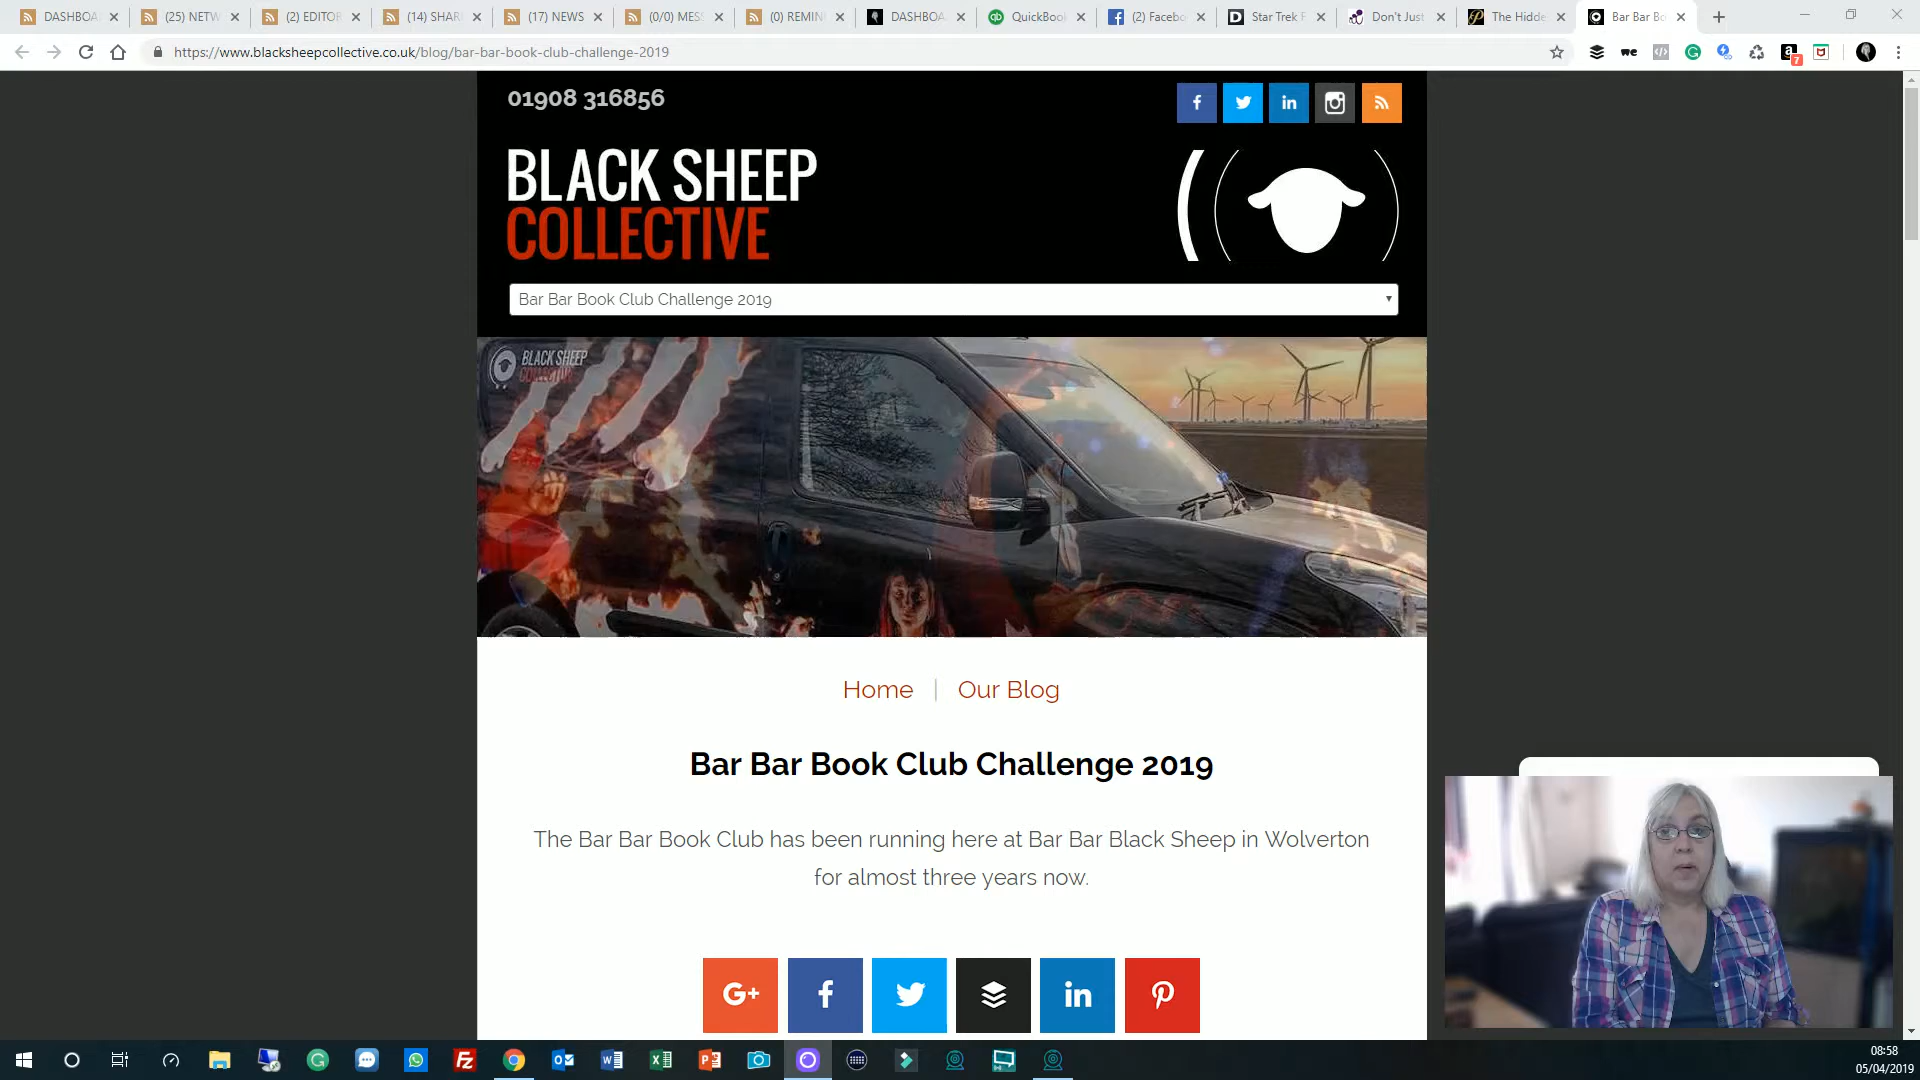 DASHBOA
(25) NETW
(2) EDITOR
(14) SHAR
(17) NEWS
(0/0) MESS
(0) REMIN
DASHBOA
QuickBook
(2) Facebo
Star Trek F
Don't Just
The Hidde
Bar Bar Bo
https://www.blacksheepcollective.co.uk/blog/bar-bar-book-club-challenge-2019
7
01908 316856
BLACK SHEEP
COLLECTIVE
Bar Bar Book Club Challenge 2019
BLACK SHEEP
COLLECTIVE
Home | Our Blog
Bar Bar Book Club Challenge 2019
The Bar Bar Book Club has been running here at Bar Bar Black Sheep in Wolverton
for almost three years now.
08:58
05/04/2019